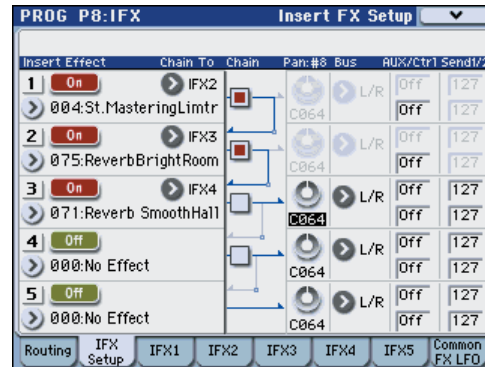 PROG P8:IFX Insert FX Setup
Insert Effect Chain To Chain Pan:#8 Bus AUX/Ctrl Send1/2
1 On IFX2 L/R Off 127
004:St.MasteringLimtr C064 Off 127
2 On IFX3 L/R Off 127
075:ReverbBrightRoom C064 Off 127
3 On IFX4 L/R Off 127
071:Reverb SmoothHall C064 Off 127
4 Off L/R Off 127
000:No Effect C064 Off 127
5 Off L/R Off 127
000:No Effect C064 Off 127
Routing IFX Setup IFX1 IFX2 IFX3 IFX4 IFX5 Common FX LFO